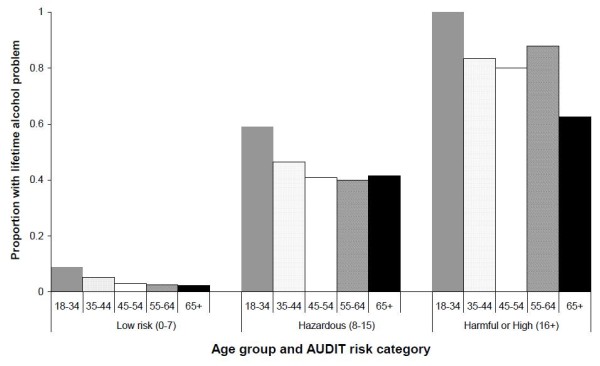 Proportion with lifetime alcohol problem
1
0.8
0.6
0.4
0.2
0
18-34 35-44 45-54 55-64 65+ 18-34 35-44 45-54 55-64 65+ 18-34 35-44 45-54 55-64 65+
Low risk (0-7) Hazardous (8-15) Harmful or High (16+)
Age group and AUDIT risk category